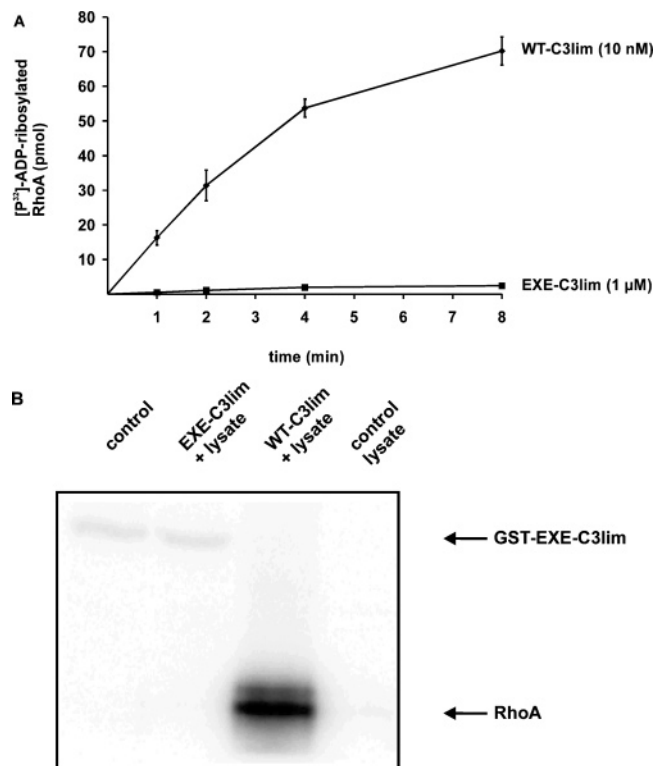 A
80
70
60
50
40
30
20
10
[P³²]-ADP-ribosylated
RhoA (pmol)
WT-C3lim (10 nM)
EXE-C3lim (1 µM)
1 2 3 4 5 6 7 8
time (min)
B
control
EXE-C3lim
+ lysate
WT-C3lim
+ lysate
control
lysate
GST-EXE-C3lim
RhoA